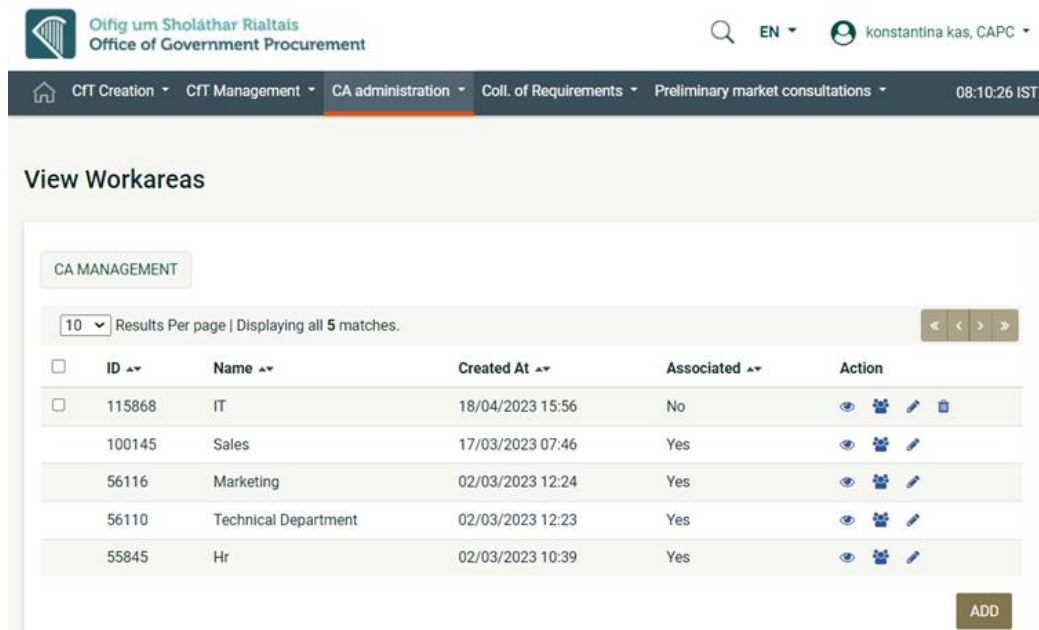 Oifig um Sholáthar Rialtais
Office of Government Procurement
EN
konstantina kas, CAPC
CfT Creation CfT Management CA administration Coll. of Requirements Preliminary market consultations 08:10:26 IST
View Workareas
CA MANAGEMENT
10 Results Per page | Displaying all 5 matches.
ID Name Created At Associated Action
115868 IT 18/04/2023 15:56 No
100145 Sales 17/03/2023 07:46 Yes
56116 Marketing 02/03/2023 12:24 Yes
56110 Technical Department 02/03/2023 12:23 Yes
55845 Hr 02/03/2023 10:39 Yes
ADD